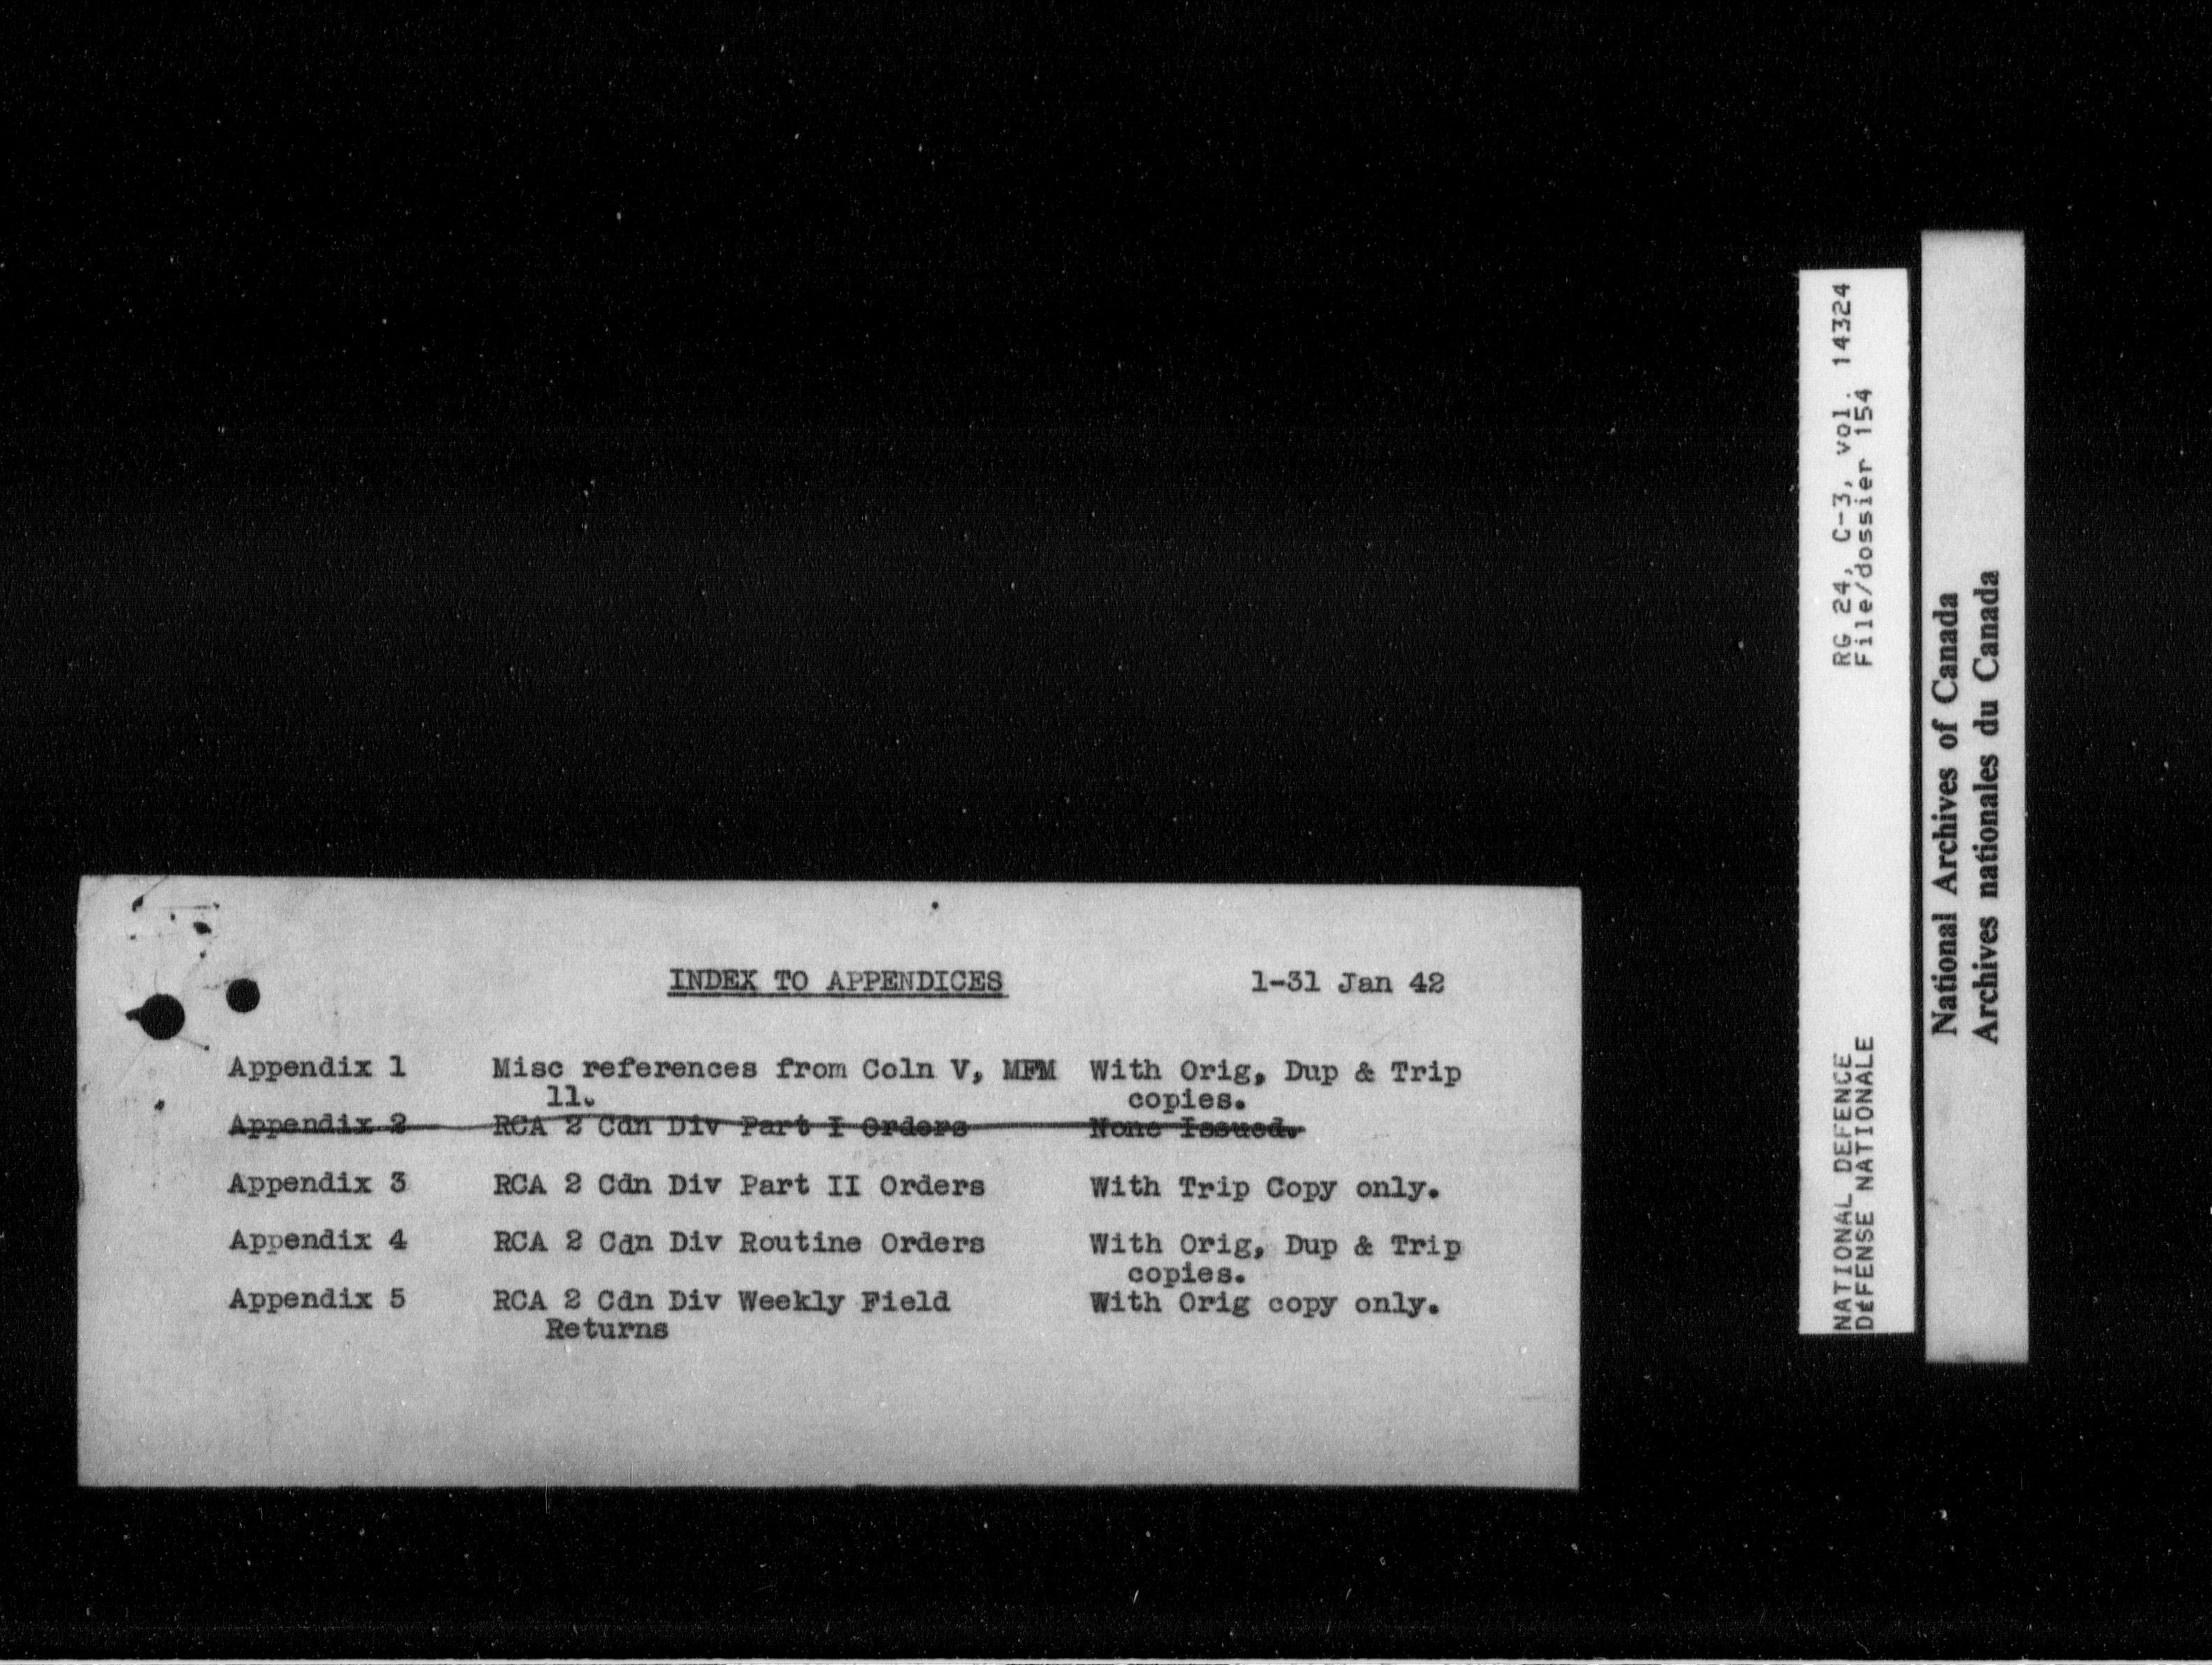 INDEX TO APPENDICES 1-31 Jan 42
Appendix 1 Misc references from Coln V, MFM With Orig, Dup & Trip
11. copies.
Appendix 2 RCA 2 Cdn Div Part I Orders None Issued.
Appendix 3 RCA 2 Cdn Div Part II Orders With Trip Copy only.
Appendix 4 RCA 2 Cdn Div Routine Orders With Orig, Dup & Trip
copies.
Appendix 5 RCA 2 Cdn Div Weekly Field With Orig copy only.
Returns
NATIONAL DEFENCE RG 24, C-3, vol. 14324
DÉFENSE NATIONALE File/dossier 154
National Archives of Canada
Archives nationales du Canada